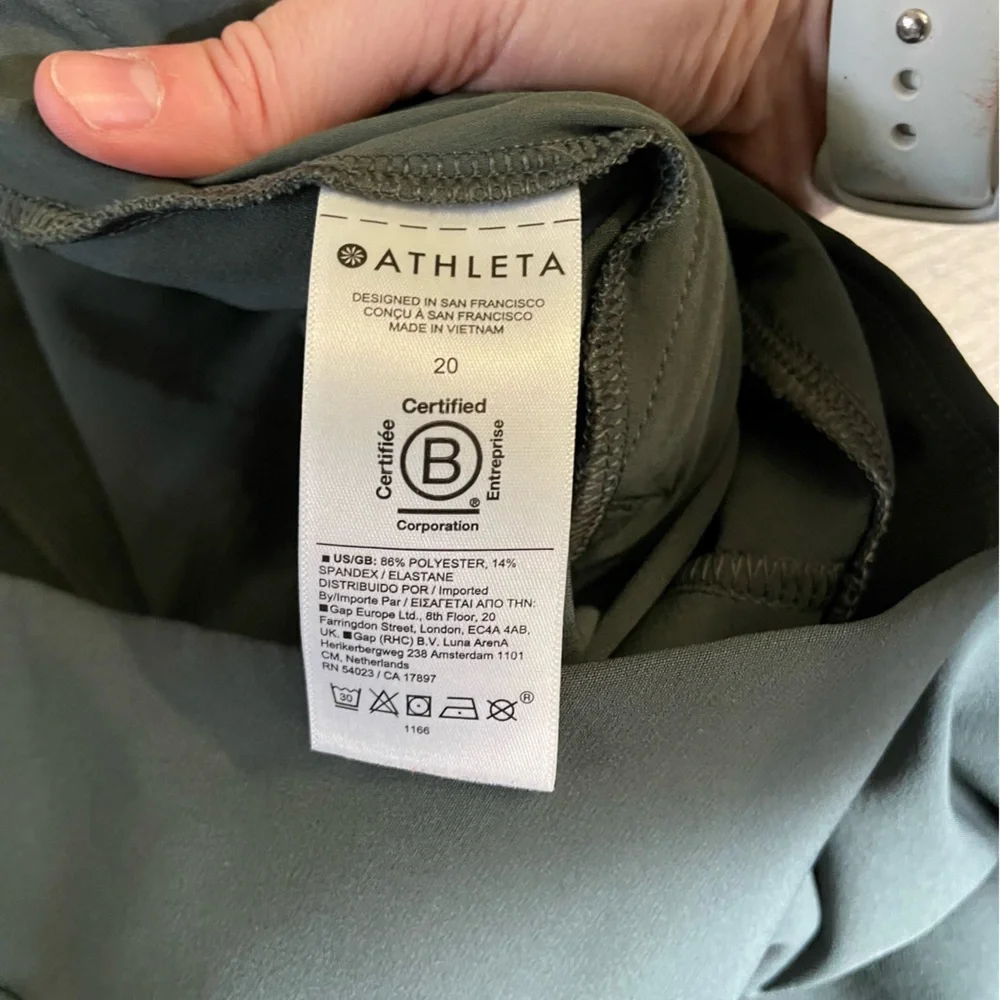 ATHLETA
DESIGNED IN SAN FRANCISCO
CONÇU À SAN FRANCISCO
MADE IN VIETNAM
20
Certified
Certifiée
B
Entreprise
®
Corporation
■ US/GB: 86% POLYESTER, 14%
SPANDEX / ELASTANE
DISTRIBUIDO POR / Imported
By/Importe Par / ΕΙΣΑΓΕΤΑΙ ΑΠΟ ΤΗΝ:
■ Gap Europe Ltd., 8th Floor, 20
Farringdon Street, London, EC4A 4AB,
UK. ■ Gap (RHC) B.V. Luna ArenA
Herikerbergweg 238 Amsterdam 1101
CM, Netherlands
RN 54023 / CA 17897
30 ®
1166